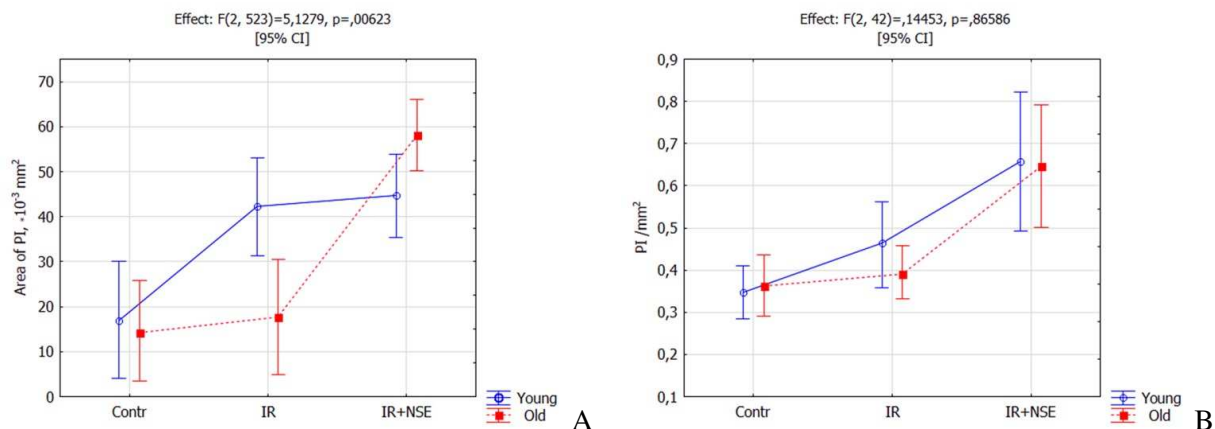 Effect: F(2, 523)=5,1279, p=,00623
[95% CI]
70
60
50
40
30
20
10
0
Area of PI, ·10⁻³ mm²
Contr
IR
IR+NSE
Young
Old
A
Effect: F(2, 42)=,14453, p=,86586
[95% CI]
0,9
0,8
0,7
0,6
0,5
0,4
0,3
0,2
0,1
PI /mm²
Contr
IR
IR+NSE
Young
Old
B